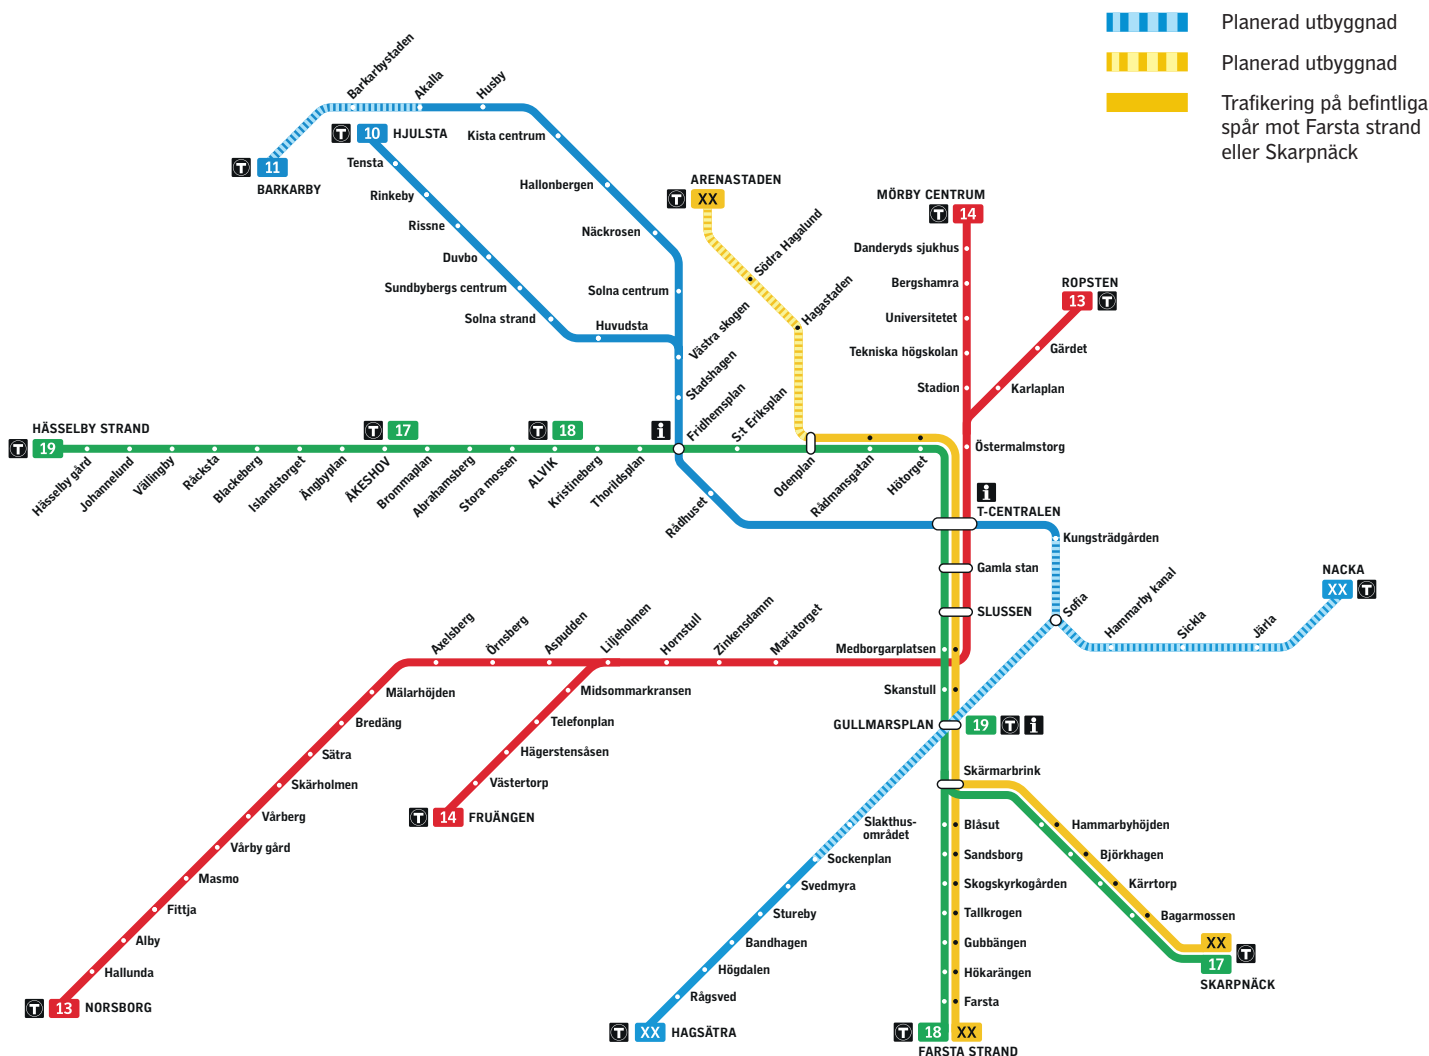 Planerad utbyggnad
Planerad utbyggnad
Trafikering på befintliga
spår mot Farsta strand
eller Skarpnäck
Barkarbystaden
Akalla
Husby
T 10 HJULSTA
Kista centrum
T 11
BARKARBY
Tensta
Rinkeby
Rissne
Duvbo
Sundbybergs centrum
Solna strand
Huvudsta
Hallonbergen
Näckrosen
Solna centrum
Västra skogen
Stadshagen
Fridhemsplan
ARENASTADEN
T XX
Södra Hagalund
Hagastaden
MÖRBY CENTRUM
T 14
Danderyds sjukhus
Bergshamra
Universitetet
Tekniska högskolan
Stadion
ROPSTEN
13 T
Gärdet
Karlaplan
Östermalmstorg
HÄSSELBY STRAND
T 19
Hässelby gård
Johannelund
Vällingby
Råcksta
Blackeberg
Islandstorget
Ängbyplan
T 17
ÅKESHOV
Brommaplan
Abrahamsberg
Stora mossen
T 18
ALVIK
Kristineberg
Thorildsplan
i
S:t Eriksplan
Odenplan
Rådmansgatan
Hötorget
Rådhuset
i
T-CENTRALEN
Kungsträdgården
Gamla stan
SLUSSEN
Sofia
Hammarby kanal
Sickla
Järla
NACKA
XX T
Axelsberg
Örnsberg
Aspudden
Liljeholmen
Hornstull
Zinkensdamm
Mariatorget
Medborgarplatsen
Skanstull
GULLMARSPLAN
19 T i
Mälarhöjden
Bredäng
Sätra
Skärholmen
Vårberg
Vårby gård
Masmo
Fittja
Alby
Hallunda
T 13 NORSBORG
Midsommarkransen
Telefonplan
Hägerstensåsen
Västertorp
T 14 FRUÄNGEN
Skärmarbrink
Slakthus-
området
Sockenplan
Svedmyra
Stureby
Bandhagen
Högdalen
Rågsved
T XX HAGSÄTRA
Blåsut
Sandsborg
Skogskyrkogården
Tallkrogen
Gubbängen
Hökarängen
Farsta
T 18 XX
FARSTA STRAND
Hammarbyhöjden
Björkhagen
Kärrtorp
Bagarmossen
XX
17
T
SKARPNÄCK